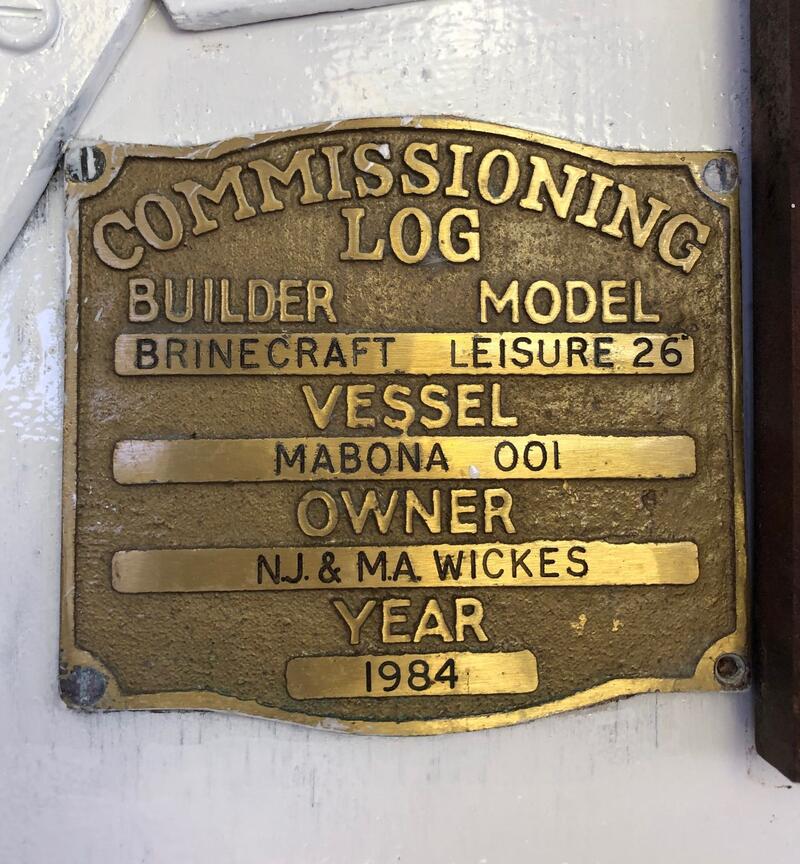 COMMISSIONING
LOG
BUILDER MODEL
BRINECRAFT LEISURE 26"
VESSEL
MABONA 001
OWNER
N.J. & M.A. WICKES
YEAR
1984